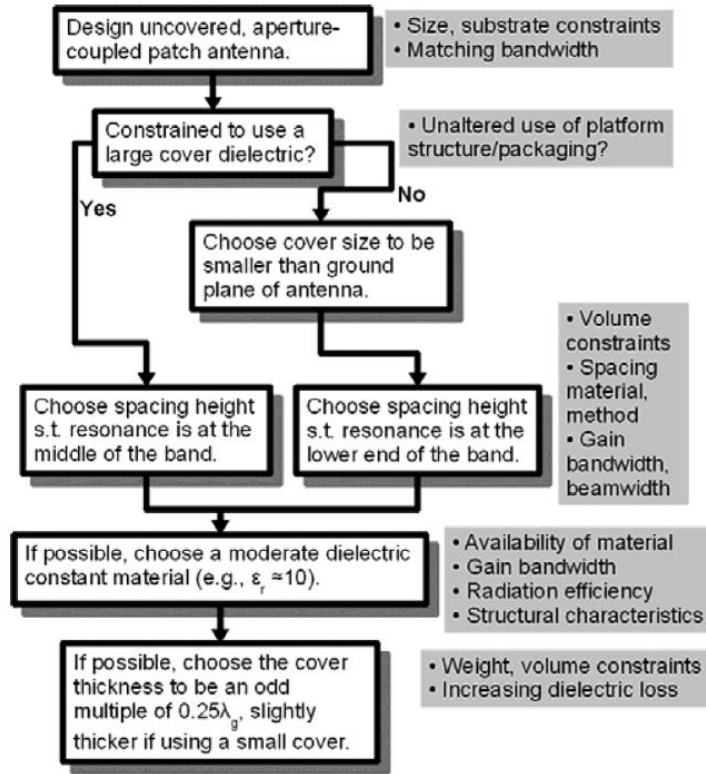 Design uncovered, aperture-
coupled patch antenna.
• Size, substrate constraints
• Matching bandwidth
Constrained to use a
large cover dielectric?
• Unaltered use of platform
structure/packaging?
Yes
No
Choose cover size to be
smaller than ground
plane of antenna.
• Volume
constraints
• Spacing
material,
method
• Gain
bandwidth,
beamwidth
Choose spacing height
s.t. resonance is at the
middle of the band.
Choose spacing height
s.t. resonance is at the
lower end of the band.
If possible, choose a moderate dielectric
constant material (e.g., εr ≈10).
• Availability of material
• Gain bandwidth
• Radiation efficiency
• Structural characteristics
If possible, choose the cover
thickness to be an odd
multiple of 0.25λg, slightly
thicker if using a small cover.
• Weight, volume constraints
• Increasing dielectric loss